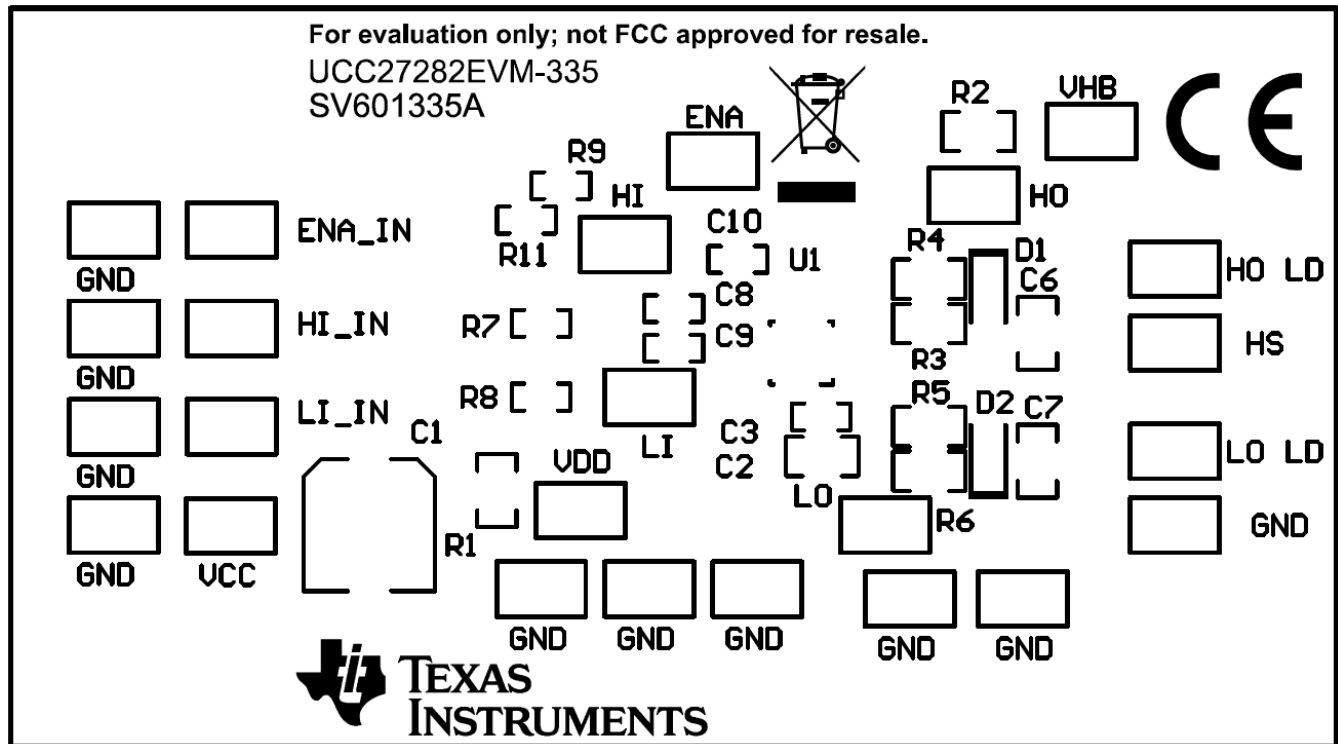 For evaluation only; not FCC approved for resale.
UCC27282EVM-335
SV601335A
R2
VHB
CE
ENA
R9
HI
HO
ENA_IN
R11
C10
U1
R4
D1
HO LD
GND
C8
C6
HI_IN
R7
C9
HS
R3
GND
R8
R5
D2
C7
LI_IN
C1
C3
LI
LO LD
VDD
C2
GND
LO
R6
GND
R1
GND
VCC
GND
GND
GND
GND
GND
TEXAS
INSTRUMENTS